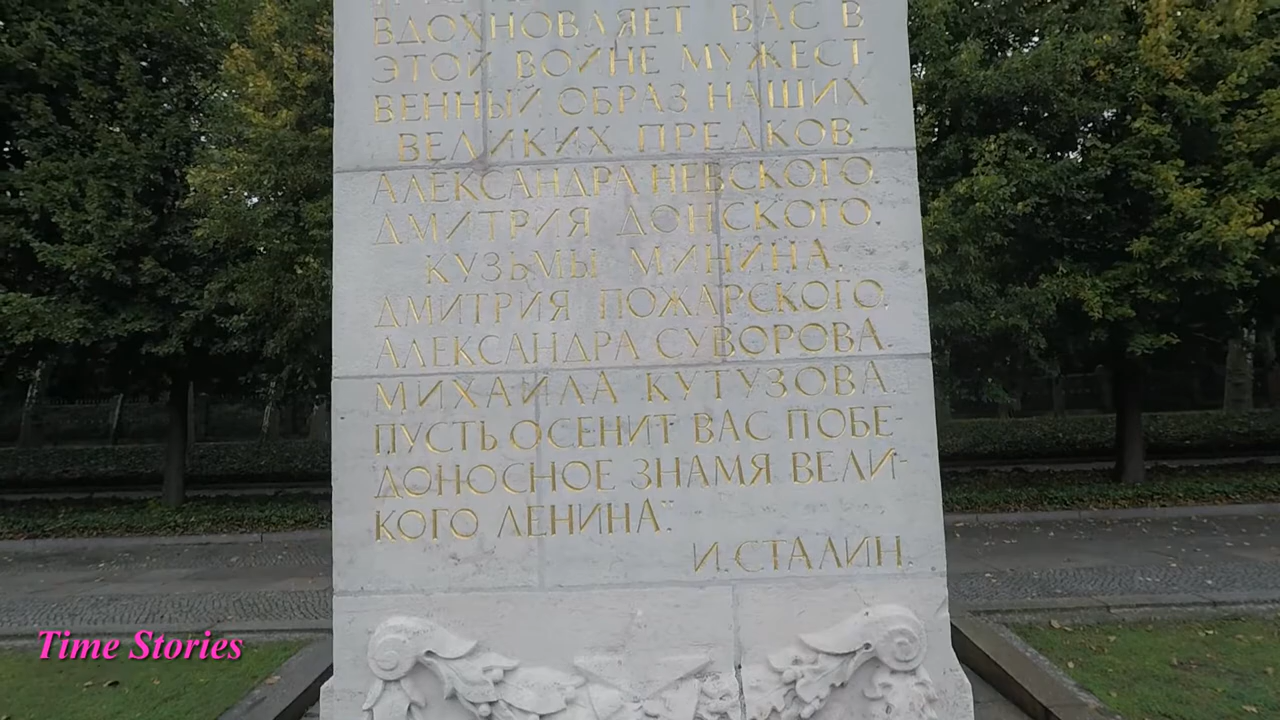 ВДОХНОВЛЯЕТ ВАС В
ЭТОЙ ВОЙНЕ МУЖЕСТ-
ВЕННЫЙ ОБРАЗ НАШИХ
ВЕЛИКИХ ПРЕДКОВ-
АЛЕКСАНДРА НЕВСКОГО,
ДМИТРИЯ ДОНСКОГО,
КУЗЬМЫ МИНИНА,
ДМИТРИЯ ПОЖАРСКОГО,
АЛЕКСАНДРА СУВОРОВА,
МИХАИЛА КУТУЗОВА.
ПУСТЬ ОСЕНИТ ВАС ПОБЕ-
ДОНОСНОЕ ЗНАМЯ ВЕЛИ-
КОГО ЛЕНИНА".
И.СТАЛИН.
Time Stories